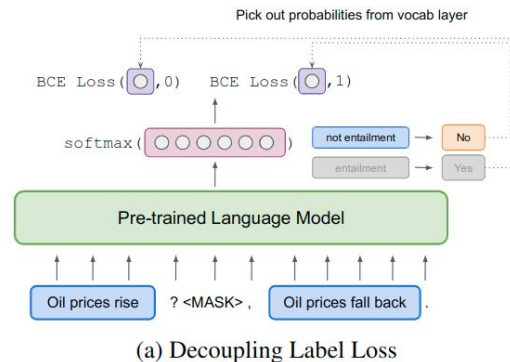 Pick out probabilities from vocab layer
BCE Loss( ,0) BCE Loss( ,1)
softmax( )
not entailment No
entailment Yes
Pre-trained Language Model
Oil prices rise ? <MASK> , Oil prices fall back .
(a) Decoupling Label Loss